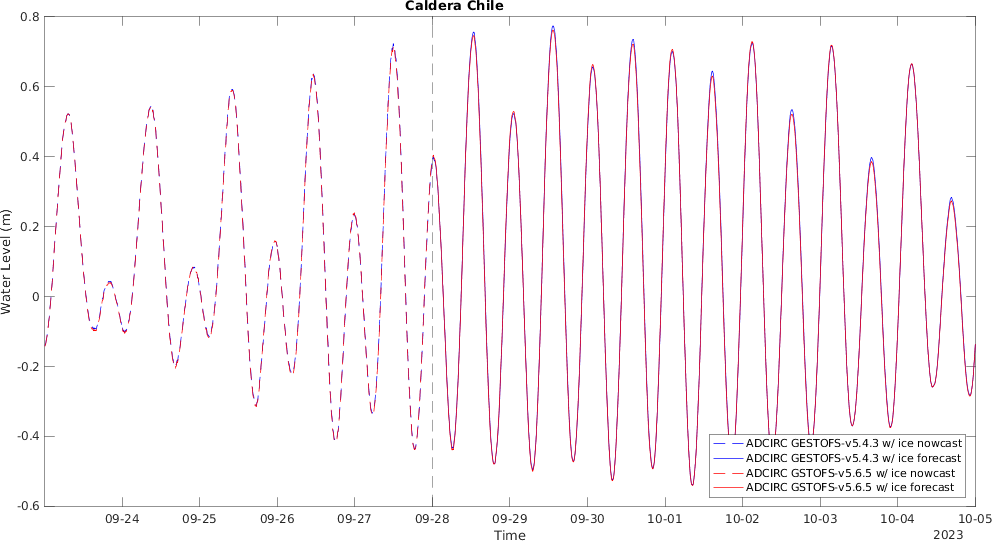 Caldera Chile
0.8
0.6
0.4
0.2
0
-0.2
-0.4
-0.6
Water Level (m)
ADCIRC GESTOFS-v5.4.3 w/ ice nowcast
ADCIRC GESTOFS-v5.4.3 w/ ice forecast
ADCIRC GSTOFS-v5.6.5 w/ ice nowcast
ADCIRC GSTOFS-v5.6.5 w/ ice forecast
09-24 09-25 09-26 09-27 09-28 09-29 09-30 10-01 10-02 10-03 10-04 10-05
Time
2023